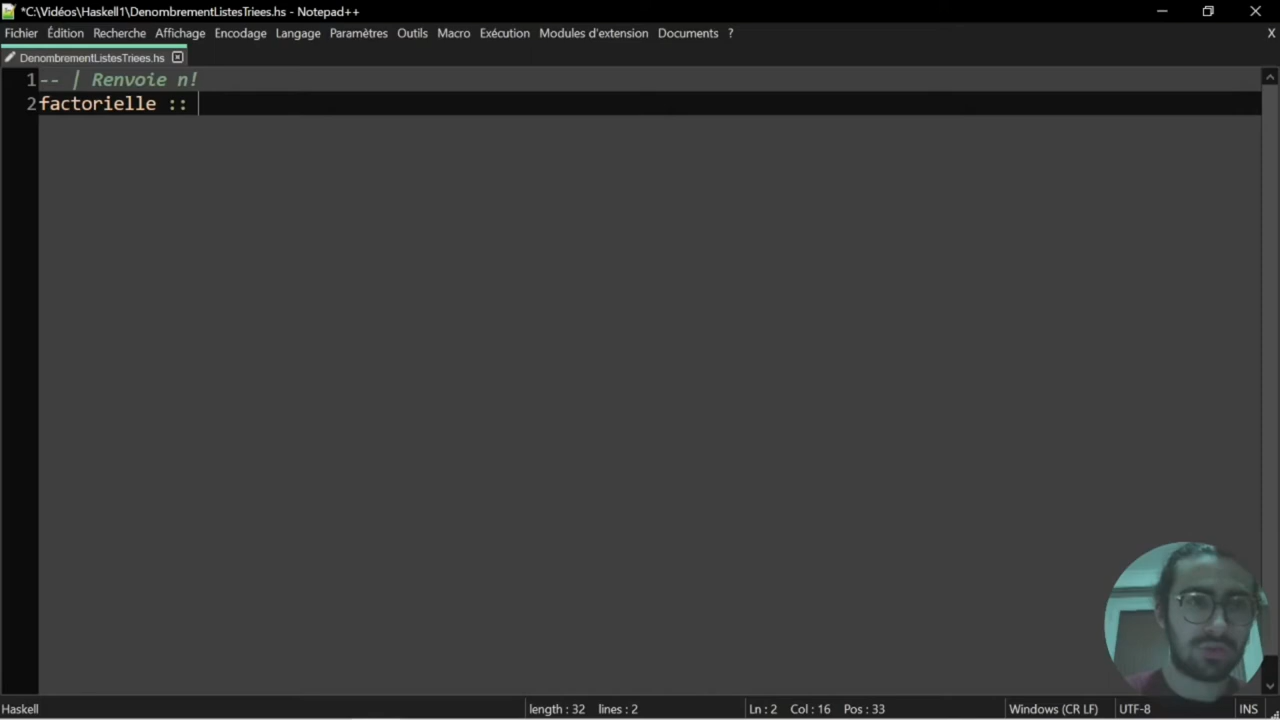 *C:\Vidéos\Haskell1\DenombrementListesTriees.hs - Notepad++
Fichier Édition Recherche Affichage Encodage Langage Paramètres Outils Macro Exécution Modules d'extension Documents ? X
DenombrementListesTriees.hs
1 -- | Renvoie n!
2 factorielle ::
Haskell length : 32 lines : 2 Ln : 2 Col : 16 Pos : 33 Windows (CR LF) UTF-8 INS